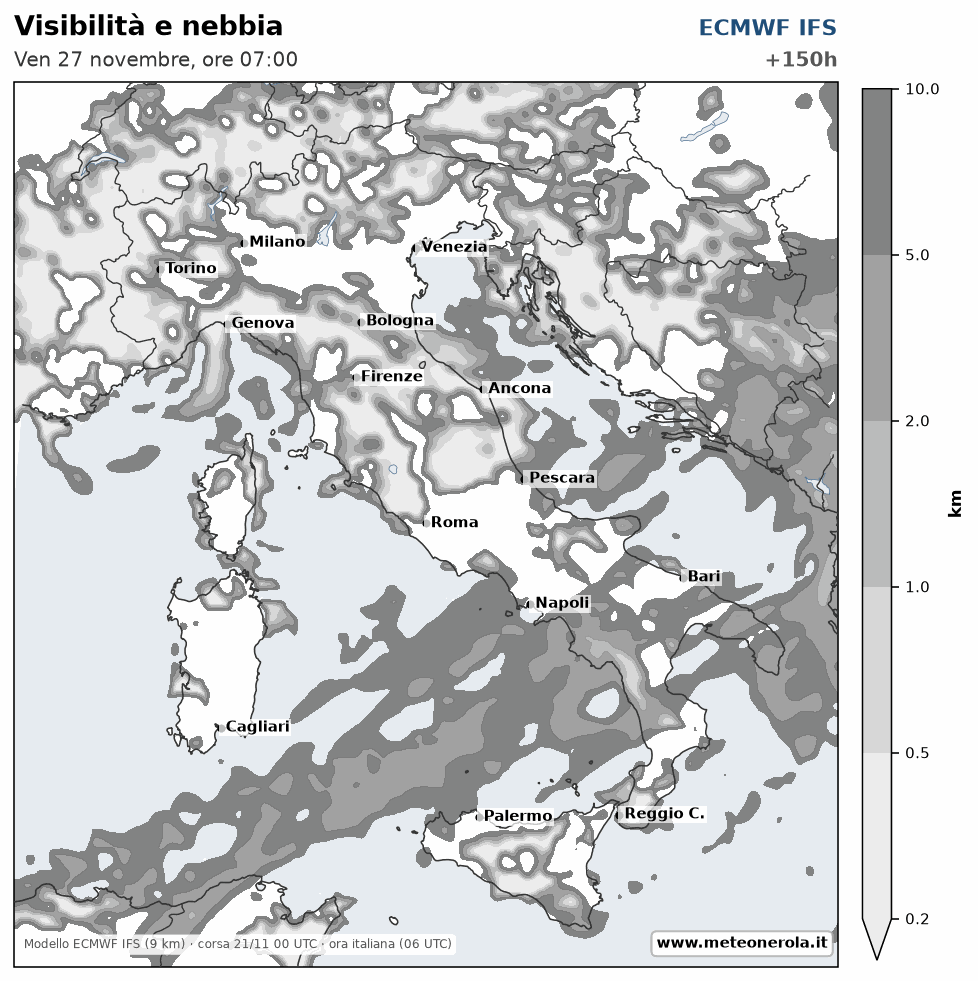 Visibilità e nebbia
ECMWF IFS
Ven 27 novembre, ore 07:00
+150h
Milano
Venezia
Torino
Genova
Bologna
Firenze
Ancona
Pescara
Roma
Bari
Napoli
Cagliari
Palermo
Reggio C.
10.0
5.0
2.0
1.0
0.5
0.2
km
Modello ECMWF IFS (9 km) · corsa 21/11 00 UTC · ora italiana (06 UTC)
www.meteonerola.it